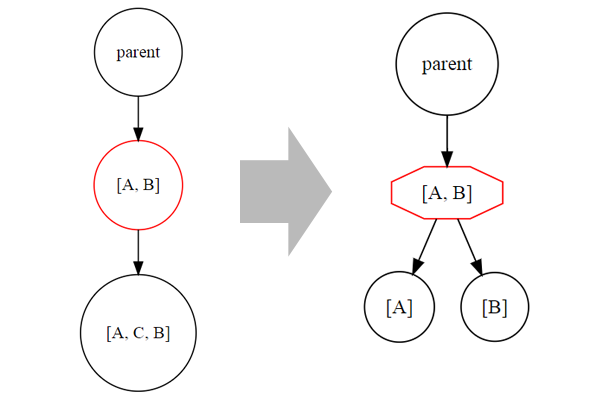 parent
[A, B]
[A, C, B]
parent
[A, B]
[A]
[B]